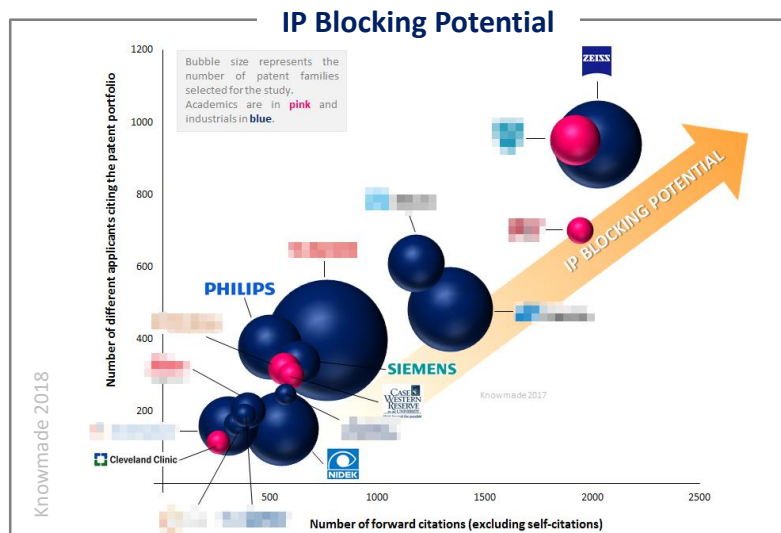 IP Blocking Potential
1200
1000
800
600
400
200
0
500
1000
1500
2000
2500
Number of different applicants citing the patent portfolio
Number of forward citations (excluding self-citations)
Bubble size represents the
number of patent families
selected for the study.
Academics are in pink and
industrials in blue.
ZEISS
IP BLOCKING POTENTIAL
PHILIPS
SIEMENS
CASE
WESTERN
RESERVE
UNIVERSITY
Knowmade 2017
Cleveland Clinic
NIDEK
Knowmade 2018